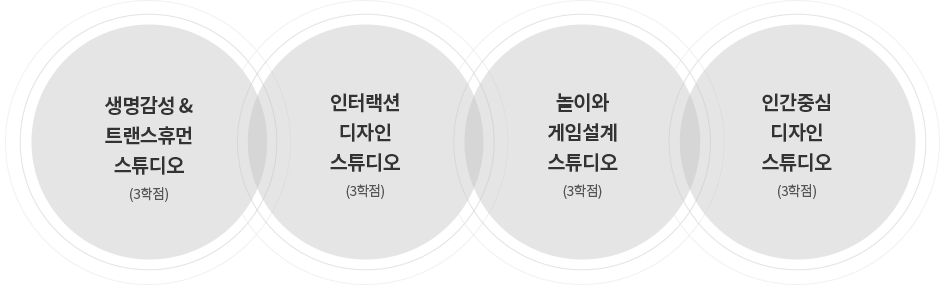 생명감성 &
트랜스휴먼
스튜디오
(3학점)
인터랙션
디자인
스튜디오
(3학점)
놀이와
게임설계
스튜디오
(3학점)
인간중심
디자인
스튜디오
(3학점)